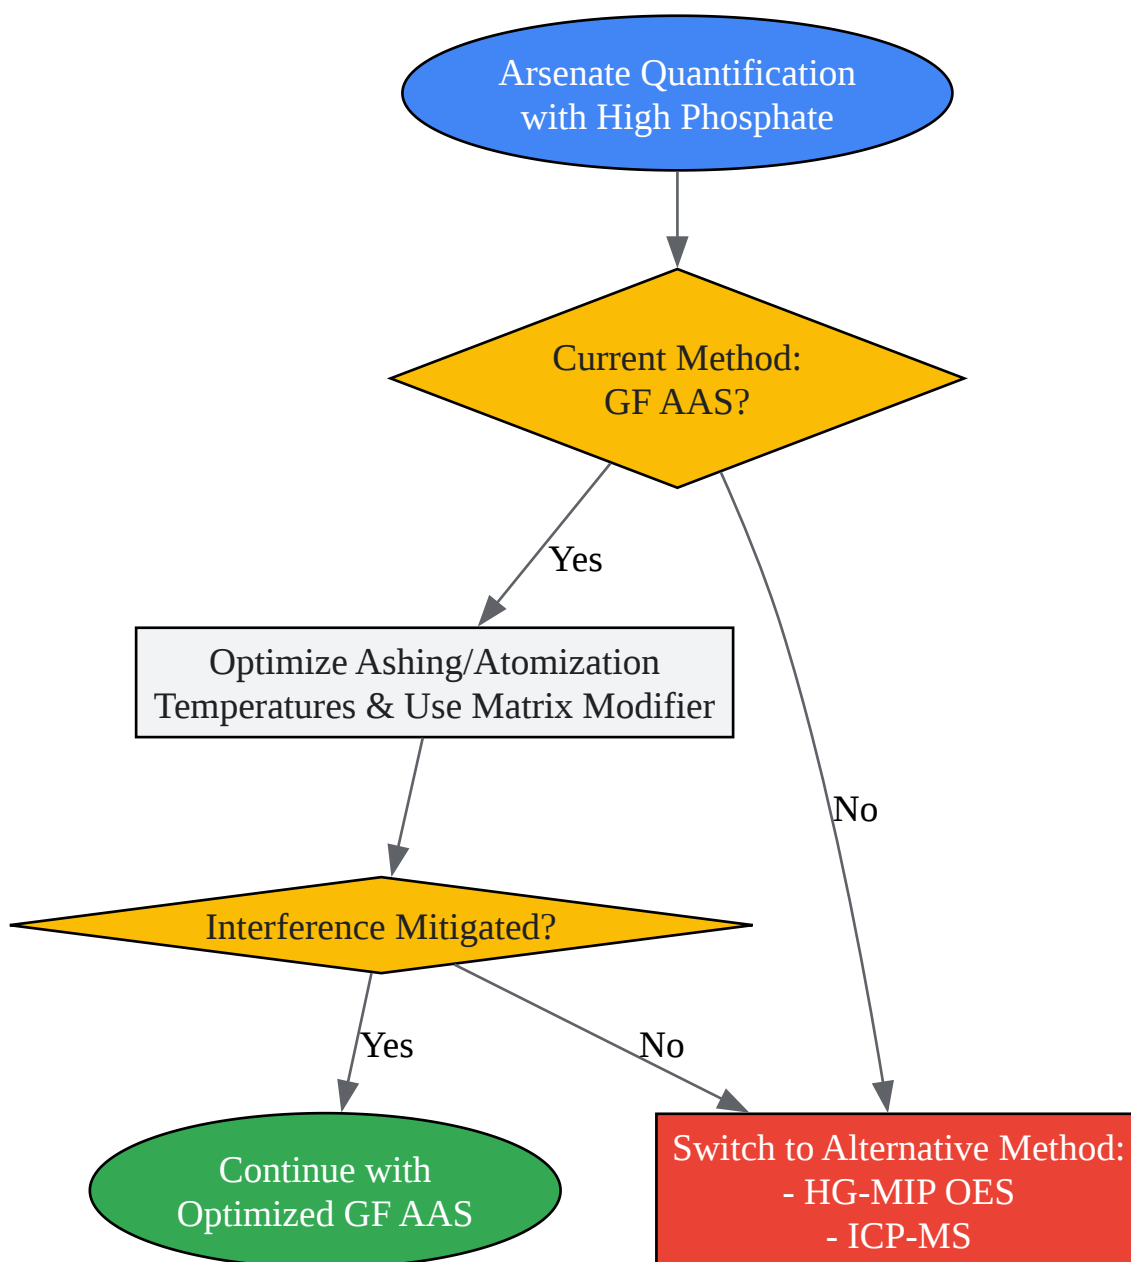 Arsenate Quantification
with High Phosphate
Current Method:
GF AAS?
Yes
Optimize Ashing/Atomization
Temperatures & Use Matrix Modifier
No
Interference Mitigated?
Yes
No
Continue with
Optimized GF AAS
Switch to Alternative Method:
- HG-MIP OES
- ICP-MS